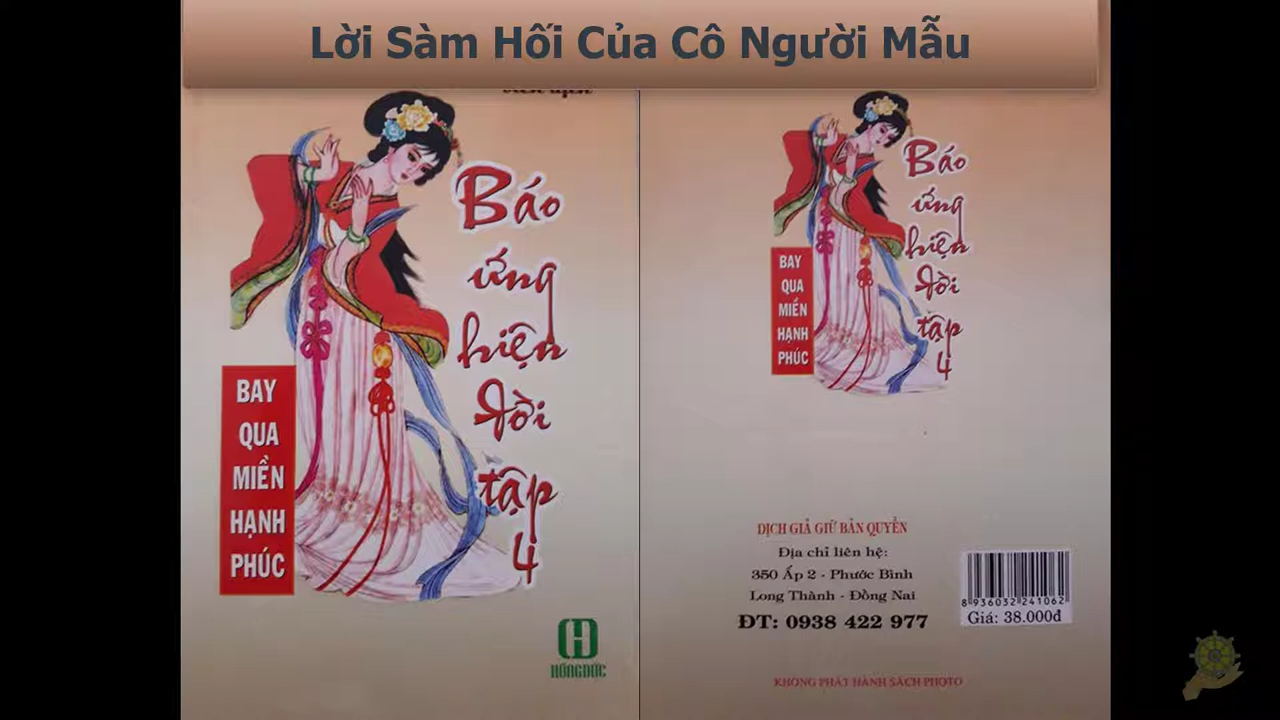 Lời Sàm Hối Của Cô Người Mẫu
Báo
ứng
hiện
đời
tập
4
BAY
QUA
MIỀN
HẠNH
PHÚC
HỒNG ĐỨC
Báo
ứng
hiện
đời
tập
4
BAY
QUA
MIỀN
HẠNH
PHÚC
DỊCH GIẢ GIỮ BẢN QUYỀN
Địa chỉ liên hệ:
350 Ấp 2 - Phước Bình
Long Thành - Đồng Nai
ĐT: 0938 422 977
8 936032 241062
Giá: 38.000đ
KHÔNG PHÁT HÀNH SÁCH PHOTO